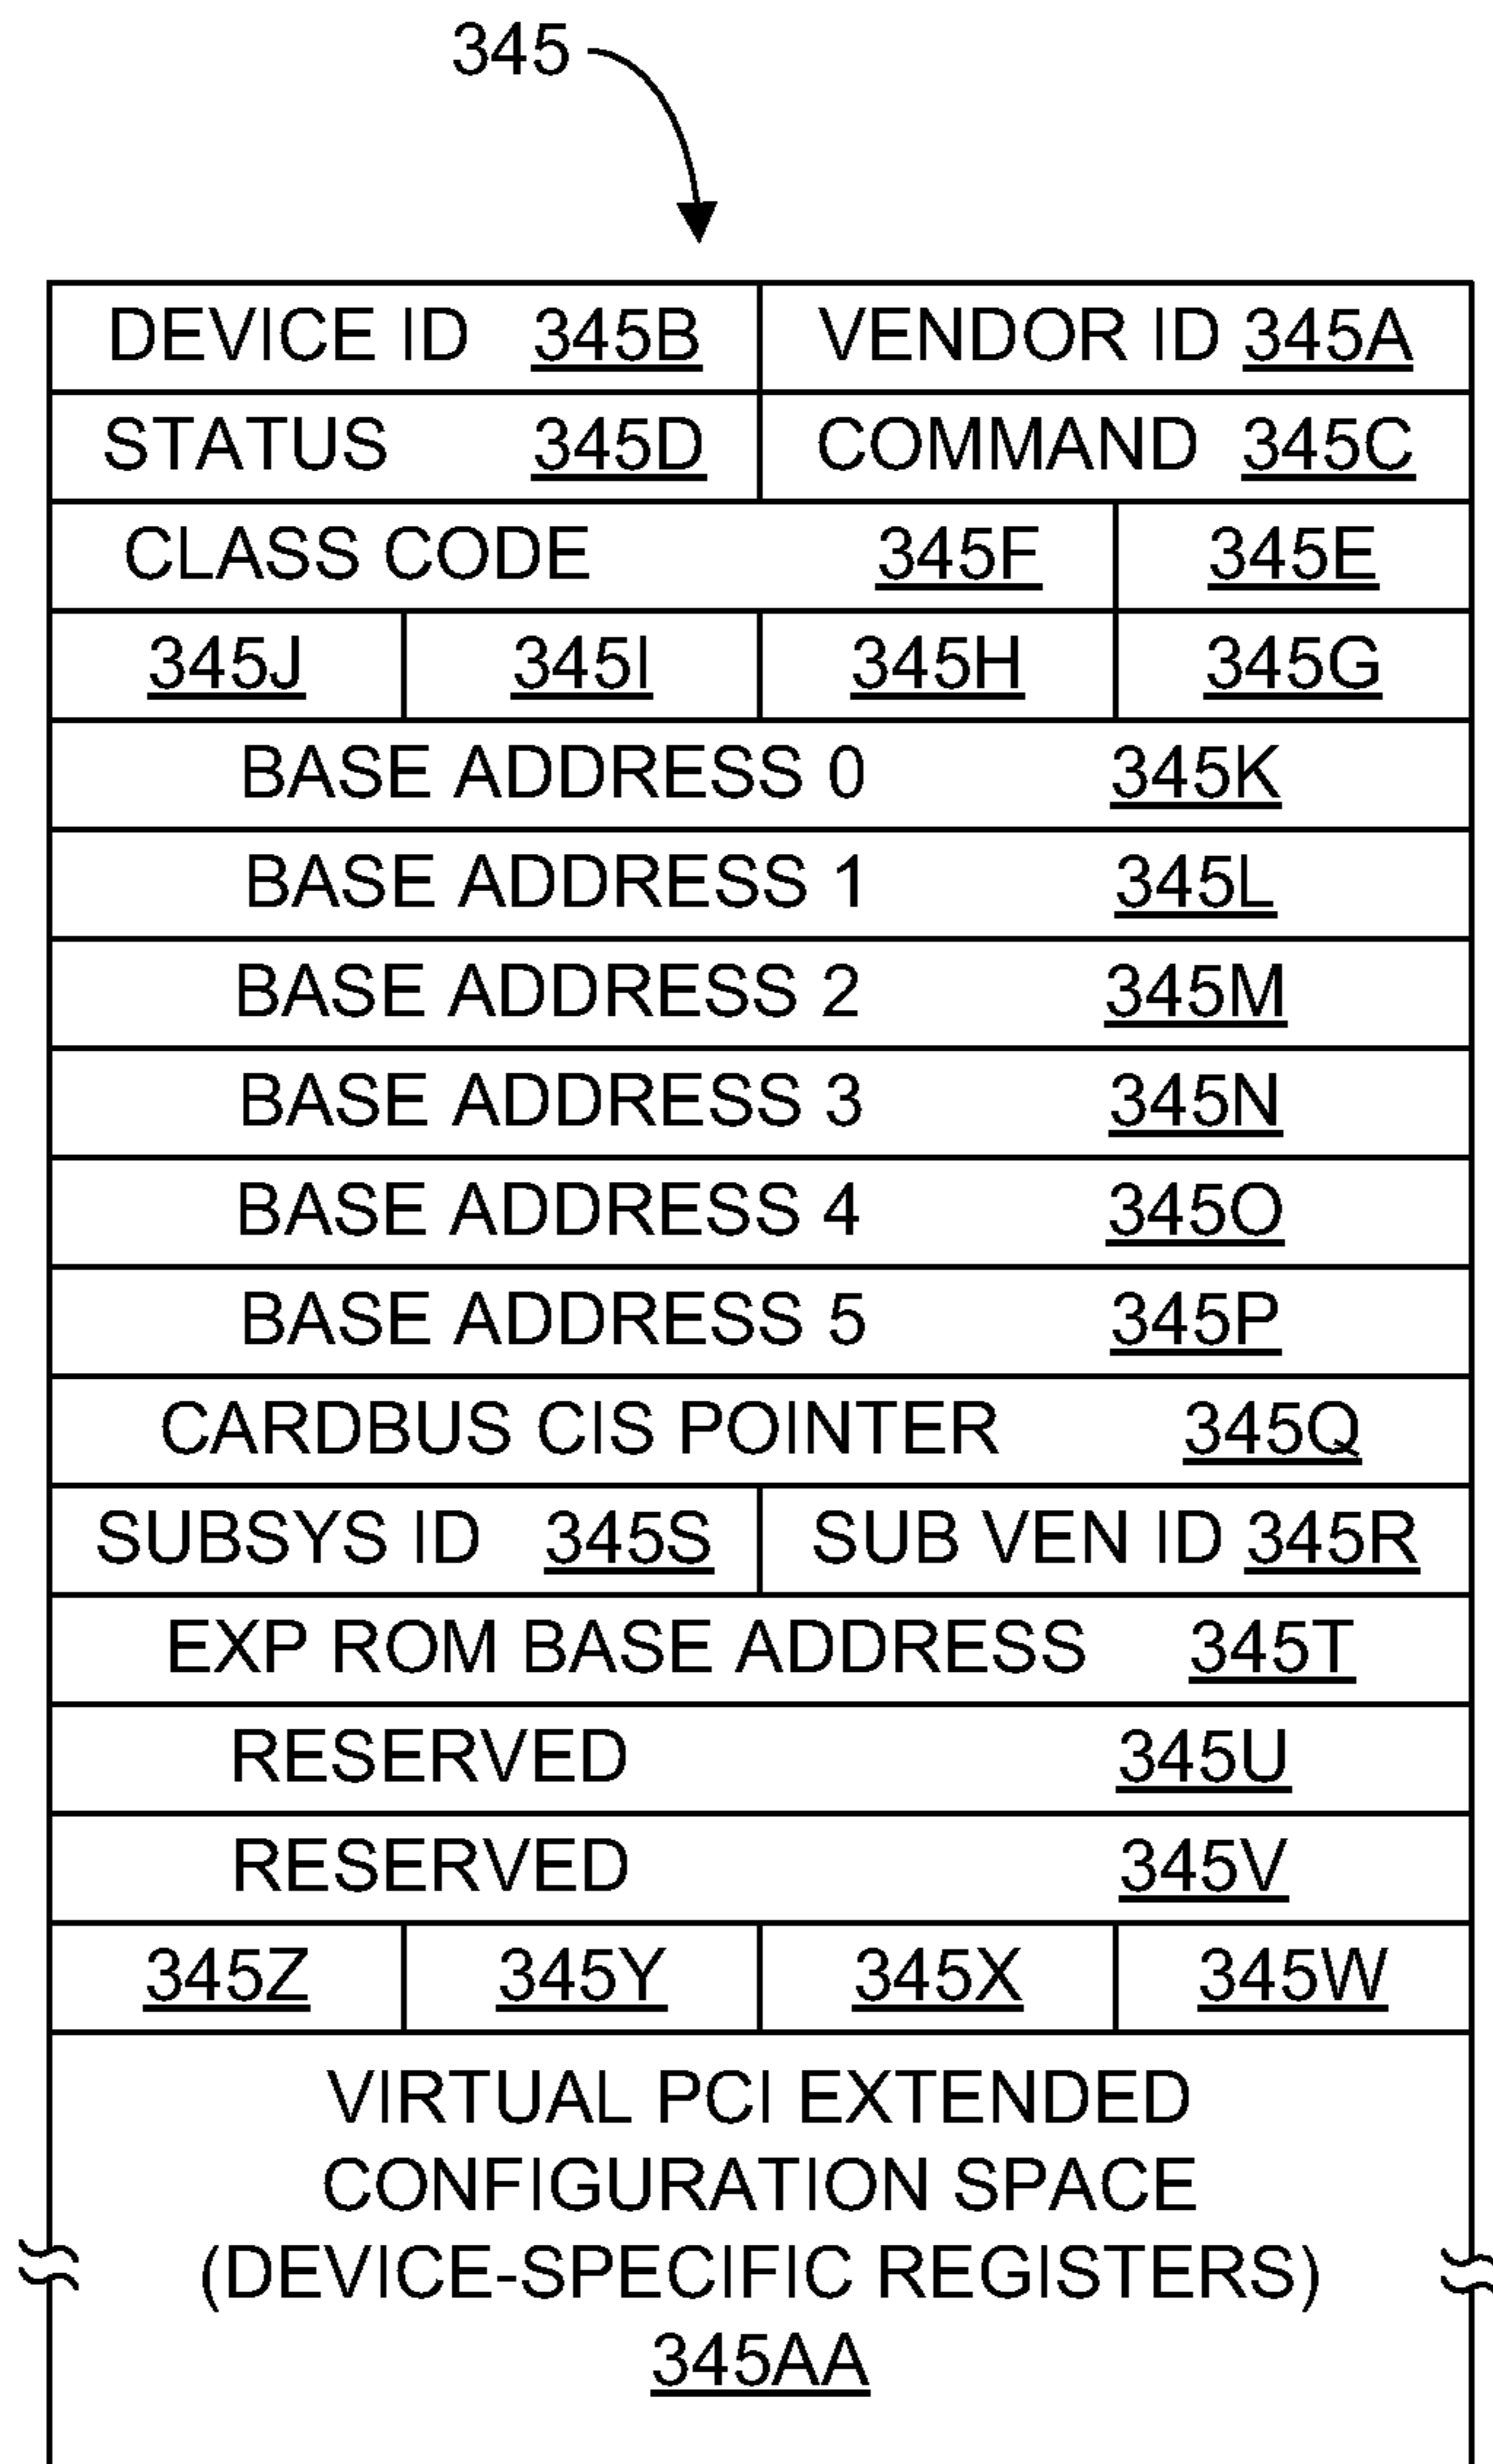 345
DEVICE ID 345B VENDOR ID 345A
STATUS 345D COMMAND 345C
CLASS CODE 345F 345E
345J 345I 345H 345G
BASE ADDRESS 0 345K
BASE ADDRESS 1 345L
BASE ADDRESS 2 345M
BASE ADDRESS 3 345N
BASE ADDRESS 4 345O
BASE ADDRESS 5 345P
CARDBUS CIS POINTER 345Q
SUBSYS ID 345S SUB VEN ID 345R
EXP ROM BASE ADDRESS 345T
RESERVED 345U
RESERVED 345V
345Z 345Y 345X 345W
VIRTUAL PCI EXTENDED
CONFIGURATION SPACE
(DEVICE-SPECIFIC REGISTERS)
345AA